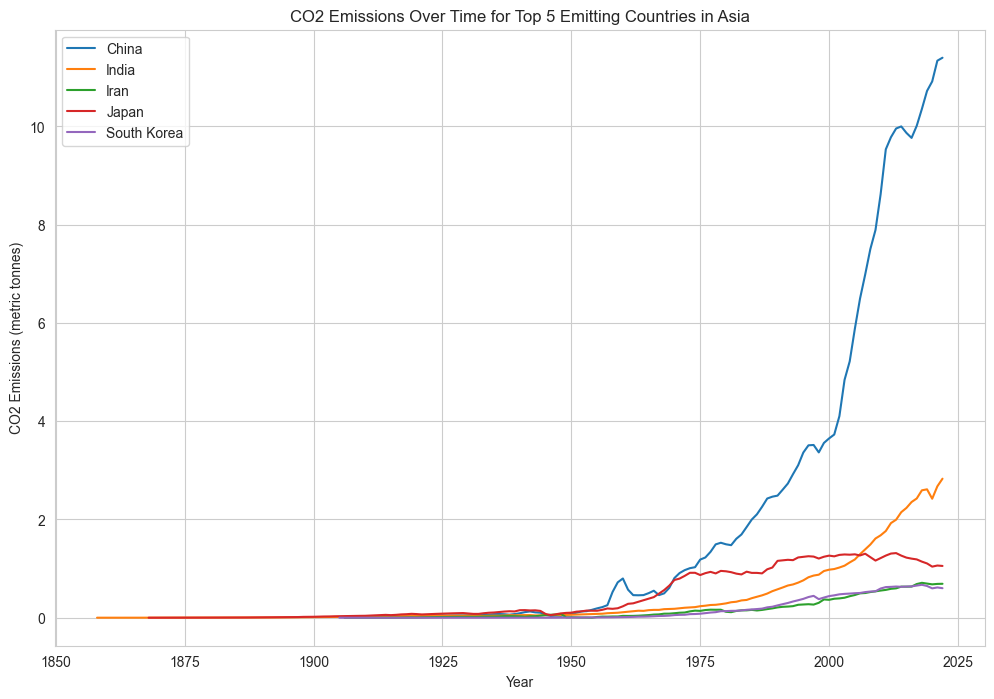 CO2 Emissions Over Time for Top 5 Emitting Countries in Asia
China
India
Iran
Japan
South Korea
CO2 Emissions (metric tonnes)
10
8
6
4
2
0
1850 1875 1900 1925 1950 1975 2000 2025
Year